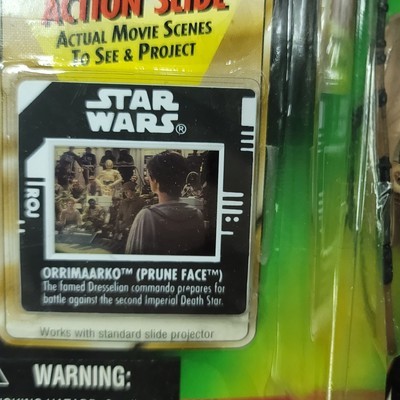 ACTION SLIDE
ACTUAL MOVIE SCENES
TO SEE & PROJECT
STAR
WARS®
ROJ
ORRIMAARKO™ (PRUNE FACE™)
The famed Dresselian commando prepares for
battle against the second Imperial Death Star.
Works with standard slide projector
WARNING: